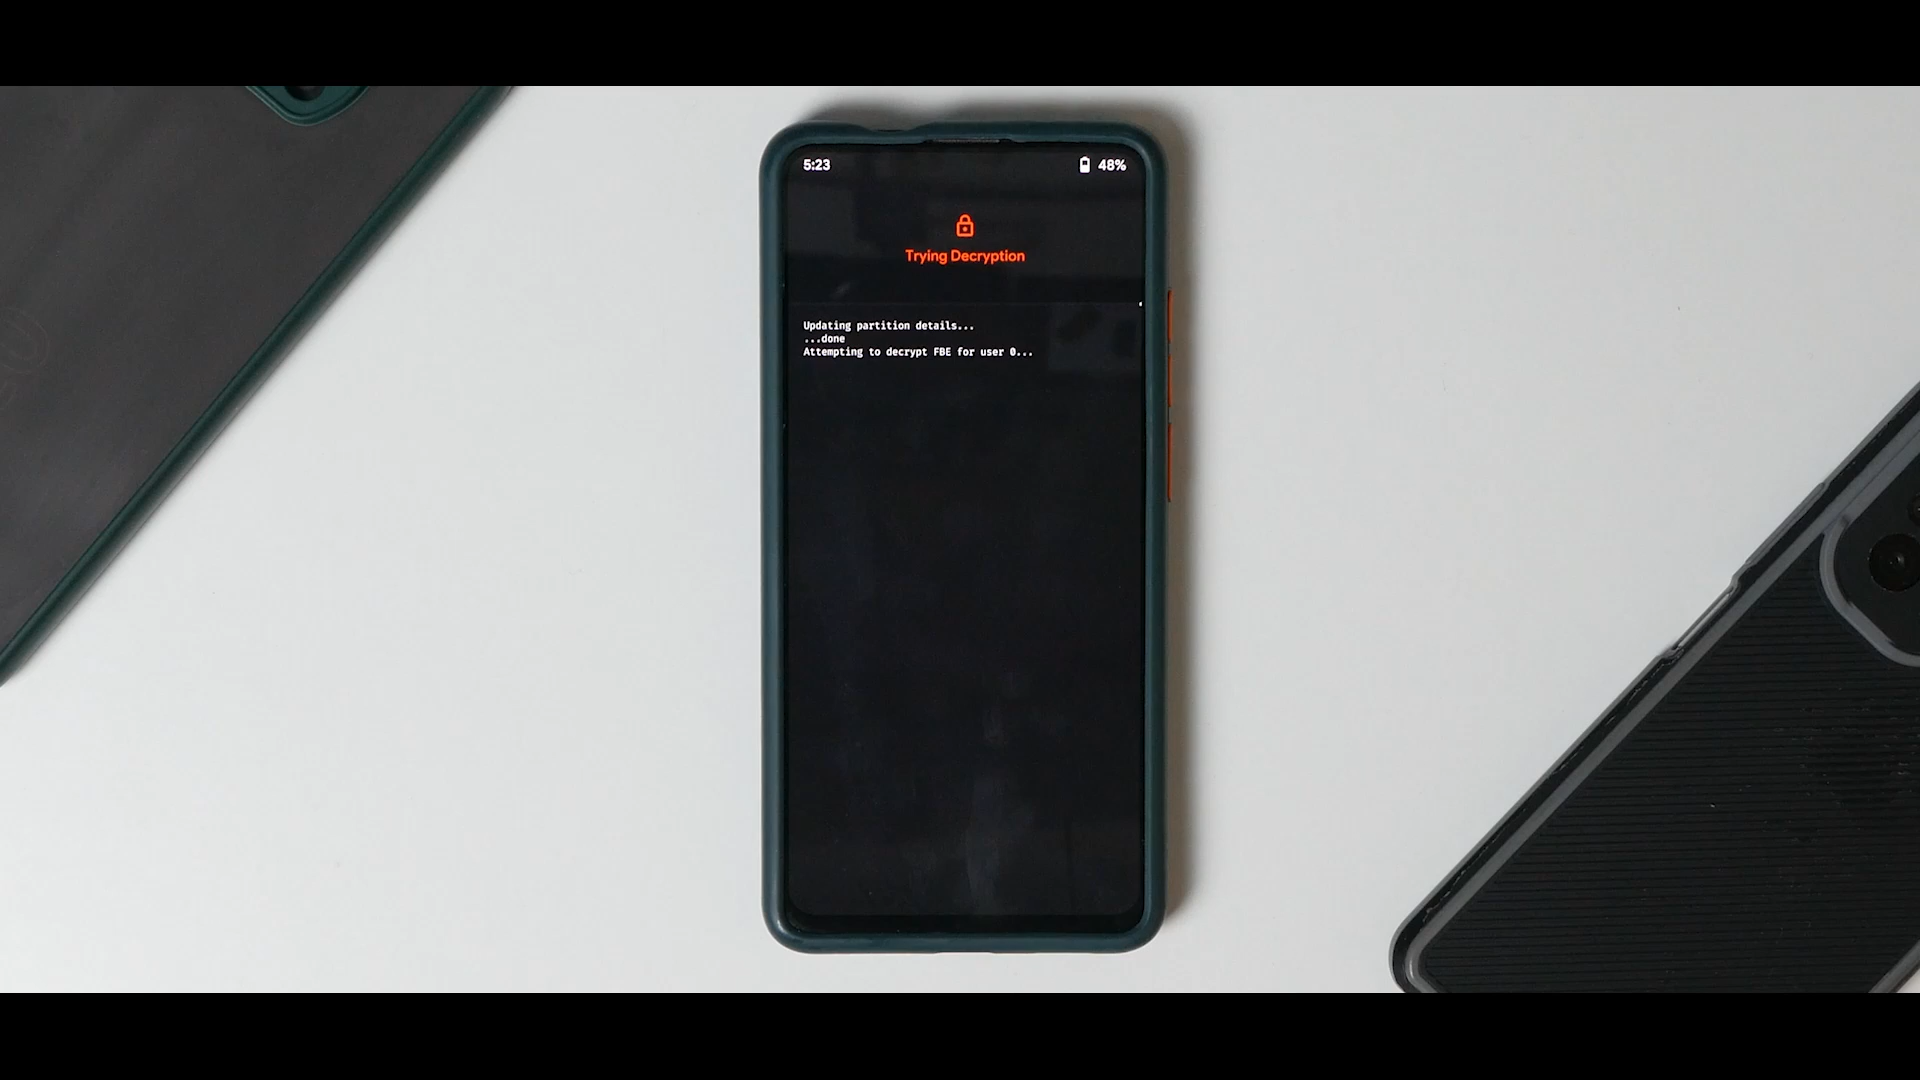 5:23 48%
Trying Decryption
Updating partition details...
...done
Attempting to decrypt FBE for user 0...